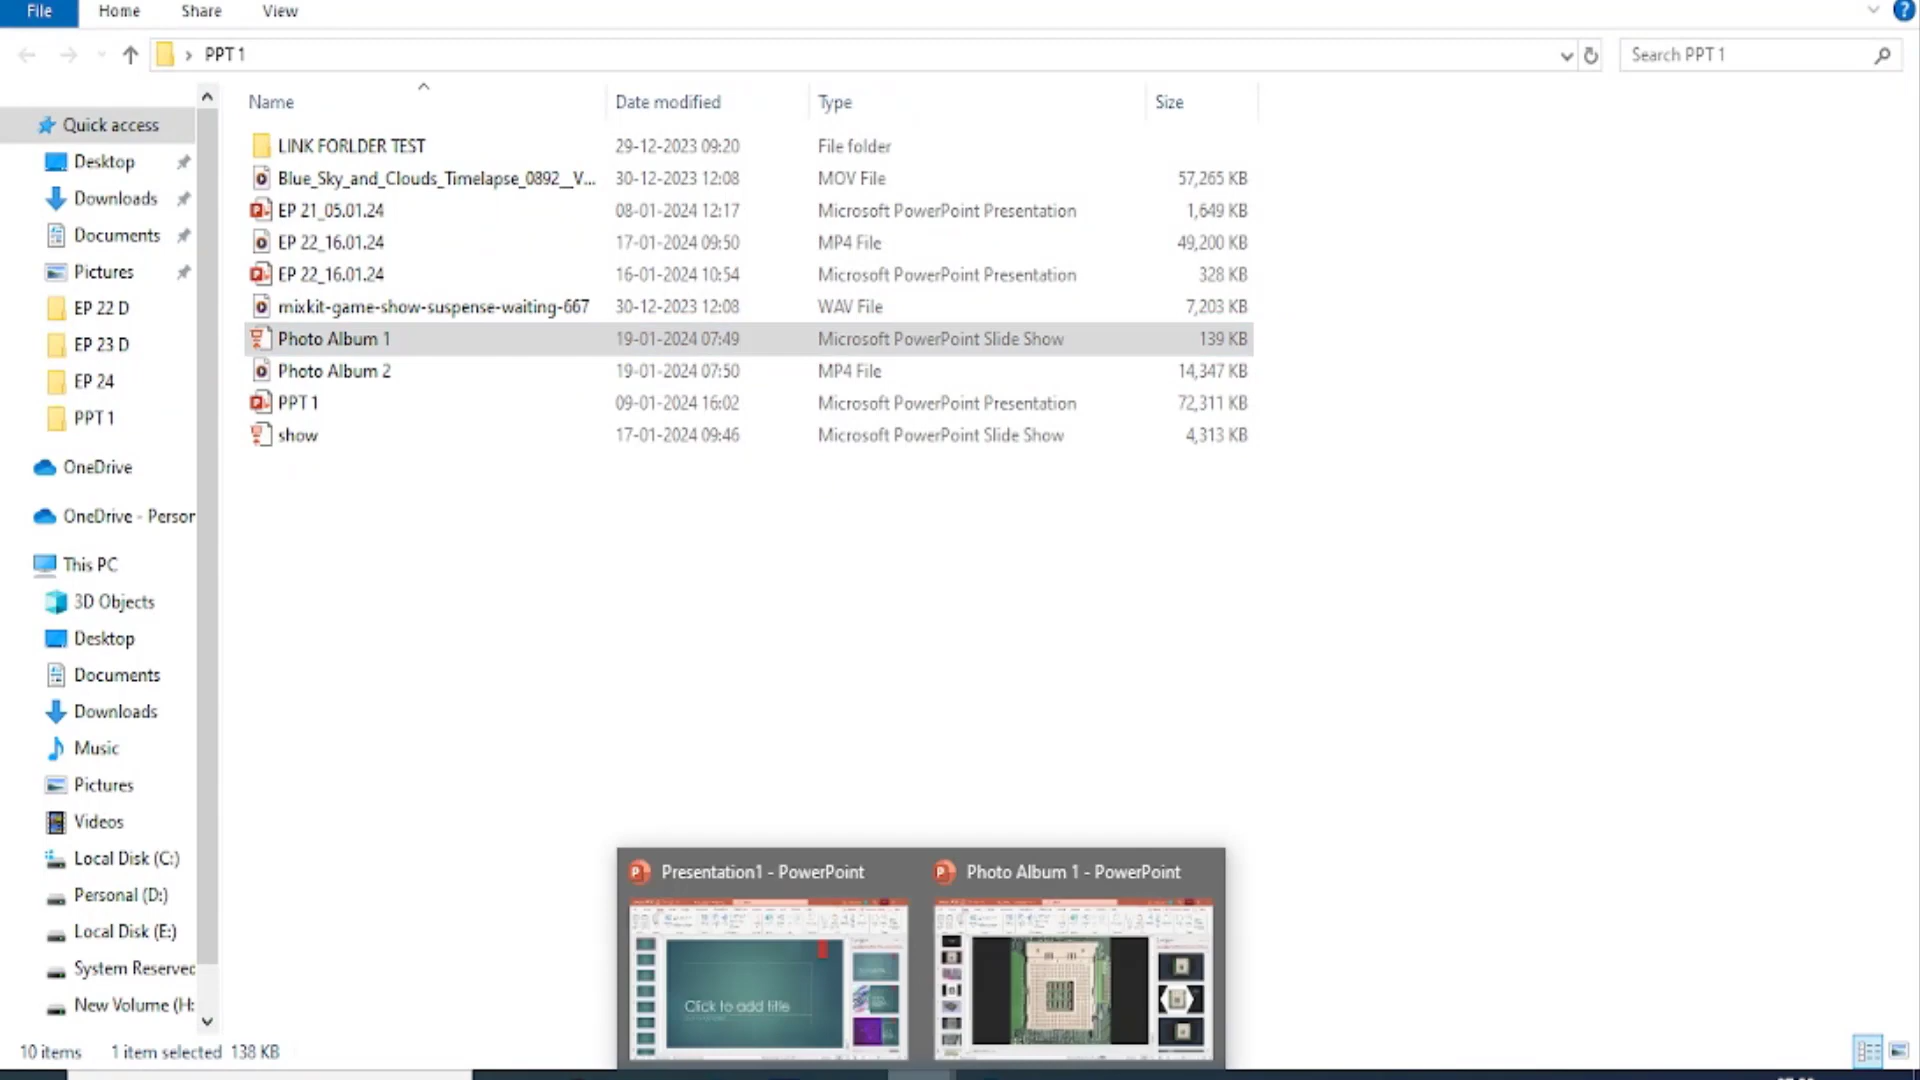 File Home Share View
PPT 1 Search PPT 1
Name Date modified Type Size
LINK FORLDER TEST 29-12-2023 09:20 File folder
Blue_Sky_and_Clouds_Timelapse_0892__V... 30-12-2023 12:08 MOV File 57,265 KB
EP 21_05.01.24 08-01-2024 12:17 Microsoft PowerPoint Presentation 1,649 KB
EP 22_16.01.24 17-01-2024 09:50 MP4 File 49,200 KB
EP 22_16.01.24 16-01-2024 10:54 Microsoft PowerPoint Presentation 328 KB
mixkit-game-show-suspense-waiting-667 30-12-2023 12:08 WAV File 7,203 KB
Photo Album 1 19-01-2024 07:49 Microsoft PowerPoint Slide Show 139 KB
Photo Album 2 19-01-2024 07:50 MP4 File 14,347 KB
PPT 1 09-01-2024 16:02 Microsoft PowerPoint Presentation 72,311 KB
show 17-01-2024 09:46 Microsoft PowerPoint Slide Show 4,313 KB
Quick access
Desktop
Downloads
Documents
Pictures
EP 22 D
EP 23 D
EP 24
PPT 1
OneDrive
OneDrive - Person
This PC
3D Objects
Desktop
Documents
Downloads
Music
Pictures
Videos
Local Disk (C:)
Personal (D:)
Local Disk (E:)
System Reserved
New Volume (H:
Presentation1 - PowerPoint
Click to add title
Photo Album 1 - PowerPoint
10 items 1 item selected 138 KB